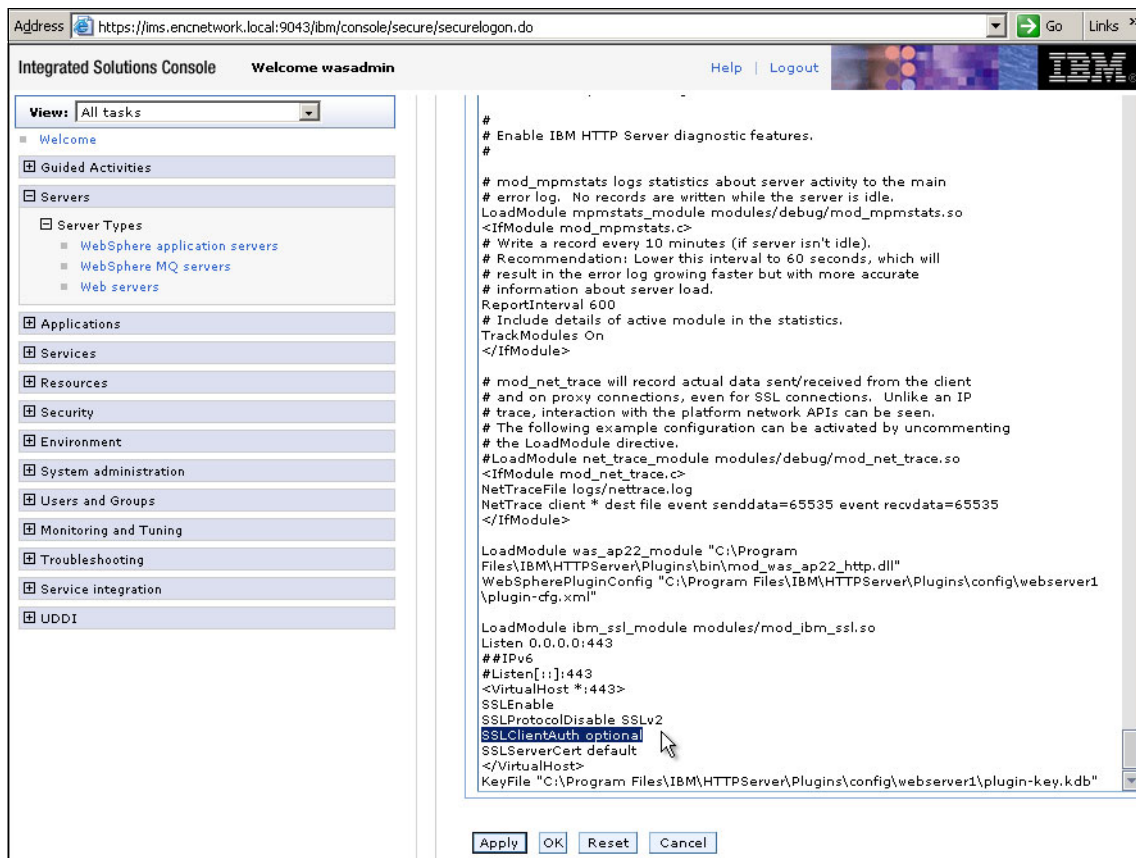 Address https://ims.encnetwork.local:9043/ibm/console/secure/securelogon.do Go Links »
Integrated Solutions Console Welcome wasadmin Help | Logout IBM®
View: All tasks
Welcome
Guided Activities
Servers
Server Types
WebSphere application servers
WebSphere MQ servers
Web servers
Applications
Services
Resources
Security
Environment
System administration
Users and Groups
Monitoring and Tuning
Troubleshooting
Service integration
UDDI
#
# Enable IBM HTTP Server diagnostic features.
#
# mod_mpmstats logs statistics about server activity to the main
# error log.  No records are written while the server is idle.
LoadModule mpmstats_module modules/debug/mod_mpmstats.so
<IfModule mod_mpmstats.c>
# Write a record every 10 minutes (if server isn't idle).
# Recommendation: Lower this interval to 60 seconds, which will
# result in the error log growing faster but with more accurate
# information about server load.
ReportInterval 600
# Include details of active module in the statistics.
TrackModules On
</IfModule>
# mod_net_trace will record actual data sent/received from the client
# and on proxy connections, even for SSL connections.  Unlike an IP
# trace, interaction with the platform network APIs can be seen.
# The following example configuration can be activated by uncommenting
# the LoadModule directive.
#LoadModule net_trace_module modules/debug/mod_net_trace.so
<IfModule mod_net_trace.c>
NetTraceFile logs/nettrace.log
NetTrace client * dest file event senddata=65535 event recvdata=65535
</IfModule>
LoadModule was_ap22_module "C:\Program
Files\IBM\HTTPServer\Plugins\bin\mod_was_ap22_http.dll"
WebSpherePluginConfig "C:\Program Files\IBM\HTTPServer\Plugins\config\webserver1
\plugin-cfg.xml"
LoadModule ibm_ssl_module modules/mod_ibm_ssl.so
Listen 0.0.0.0:443
##IPv6
#Listen[::]:443
<VirtualHost *:443>
SSLEnable
SSLProtocolDisable SSLv2
SSLClientAuth optional
SSLServerCert default
</VirtualHost>
KeyFile "C:\Program Files\IBM\HTTPServer\Plugins\config\webserver1\plugin-key.kdb"
Apply OK Reset Cancel